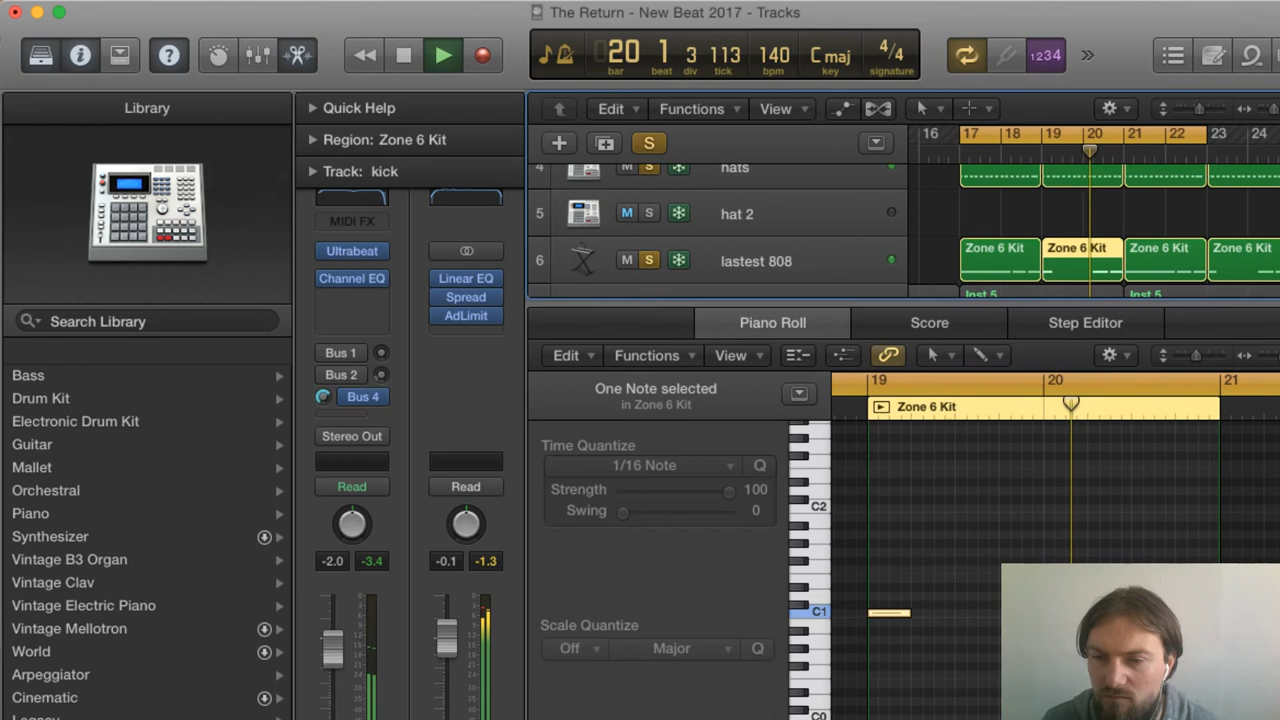 The Return - New Beat 2017 - Tracks
20 1 3 113 140 C maj 4/4
bar beat div tick bpm key signature
1234
Library
Quick Help
Region: Zone 6 Kit
Track: kick
Edit Functions View
S
16 17 18 19 20 21 22 23 24
4 M S hats
5 M S hat 2
6 M S lastest 808
Zone 6 Kit Zone 6 Kit Zone 6 Kit Zone 6 Kit
Inst 5 Inst 5
MIDI FX
Ultrabeat
Channel EQ
Linear EQ
Spread
AdLimit
Bus 1
Bus 2
Bus 4
Stereo Out
Read Read
-2.0 -3.4 -0.1 -1.3
Search Library
Bass
Drum Kit
Electronic Drum Kit
Guitar
Mallet
Orchestral
Piano
Synthesizer
Vintage B3 Organ
Vintage Clav
Vintage Electric Piano
Vintage Mellotron
World
Arpeggiator
Cinematic
Legacy
Piano Roll Score Step Editor
Edit Functions View
One Note selected
in Zone 6 Kit
19 20 21
Zone 6 Kit
Time Quantize
1/16 Note Q
Strength 100
Swing 0
Scale Quantize
Off Major Q
C2
C1
C0